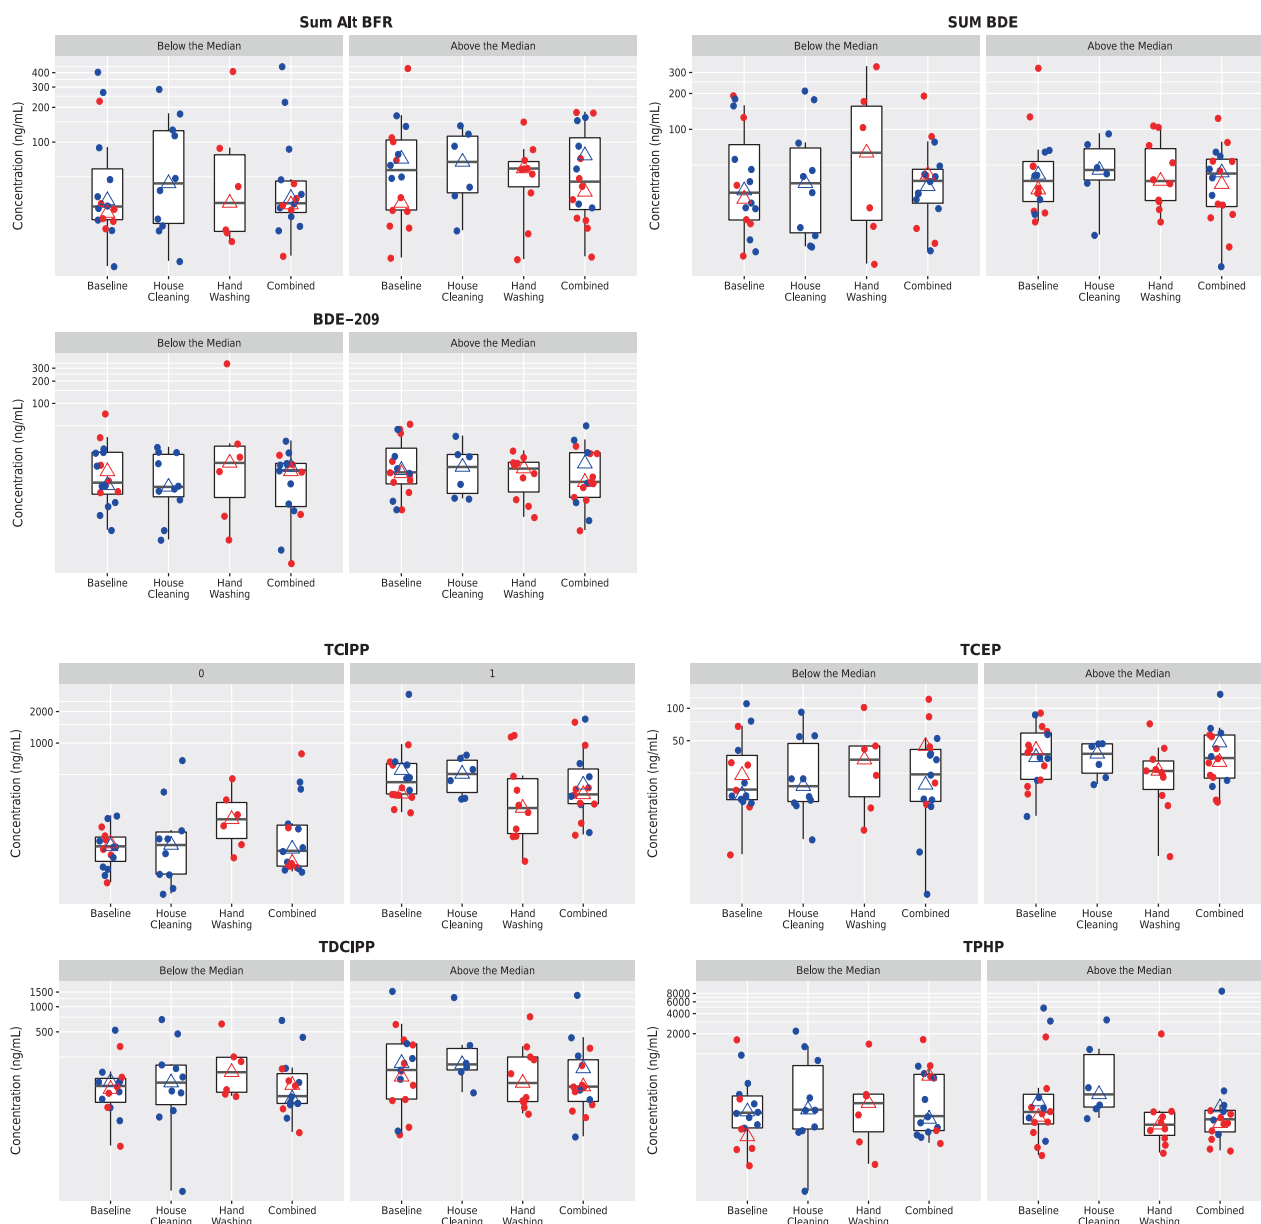 Sum Alt BFR
Below the Median
Above the Median
Concentration (ng/mL)
400
300
200
100
Baseline
House
Cleaning
Hand
Washing
Combined
Baseline
House
Cleaning
Hand
Washing
Combined
SUM BDE
Below the Median
Above the Median
Concentration (ng/mL)
300
200
100
Baseline
House
Cleaning
Hand
Washing
Combined
Baseline
House
Cleaning
Hand
Washing
Combined
BDE−209
Below the Median
Above the Median
Concentration (ng/mL)
300
200
100
Baseline
House
Cleaning
Hand
Washing
Combined
Baseline
House
Cleaning
Hand
Washing
Combined
TCIPP
0
1
Concentration (ng/mL)
2000
1000
Baseline
House
Cleaning
Hand
Washing
Combined
Baseline
House
Cleaning
Hand
Washing
Combined
TCEP
Below the Median
Above the Median
Concentration (ng/mL)
100
50
Baseline
House
Cleaning
Hand
Washing
Combined
Baseline
House
Cleaning
Hand
Washing
Combined
TDCIPP
Below the Median
Above the Median
Concentration (ng/mL)
1500
1000
500
Baseline
House
Cleaning
Hand
Washing
Combined
Baseline
House
Cleaning
Hand
Washing
Combined
TPHP
Below the Median
Above the Median
Concentration (ng/mL)
8000
6000
4000
2000
Baseline
House
Cleaning
Hand
Washing
Combined
Baseline
House
Cleaning
Hand
Washing
Combined